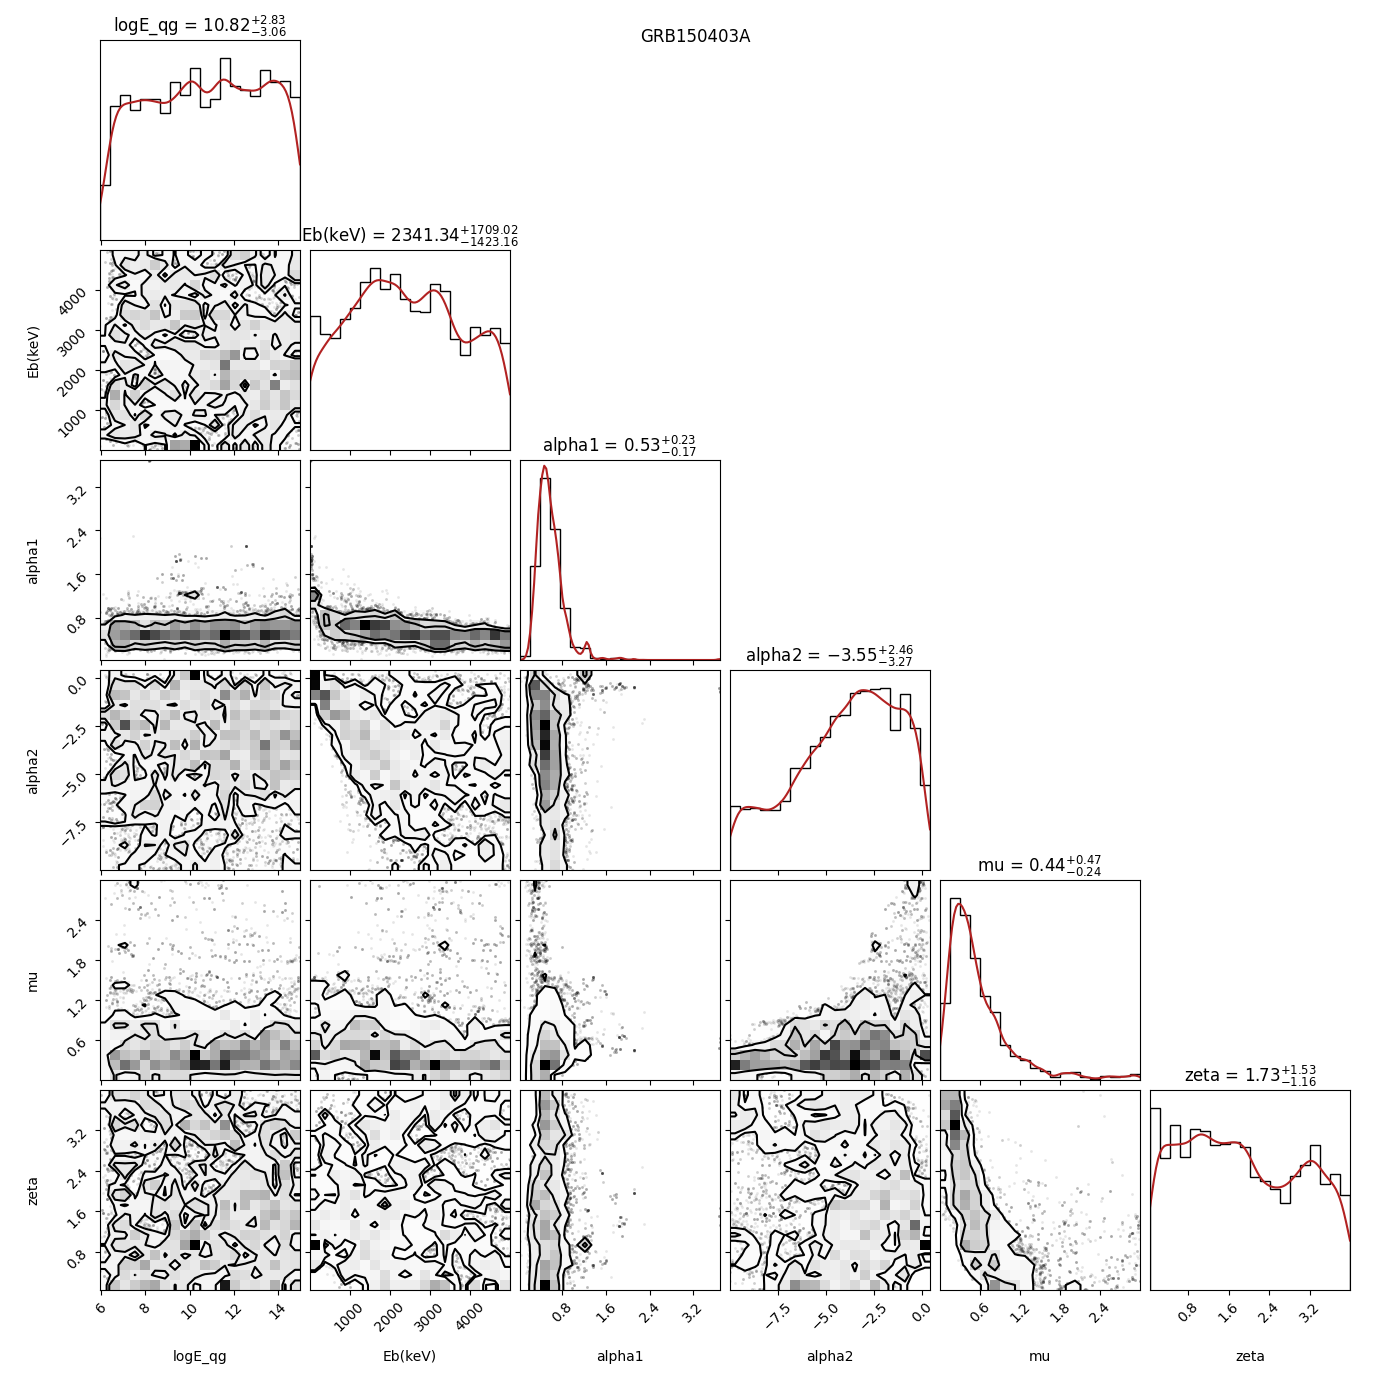 GRB150403A
logE_qg = 10.82+2.83−3.06
Eb(keV) = 2341.34+1709.02−1423.16
4000
3000
2000
1000
Eb(keV)
alpha1 = 0.53+0.23−0.17
3.2
2.4
1.6
0.8
alpha1
alpha2 = −3.55+2.46−3.27
0.0
−2.5
−5.0
−7.5
alpha2
mu = 0.44+0.47−0.24
2.4
1.8
1.2
0.6
mu
zeta = 1.73+1.53−1.16
3.2
2.4
1.6
0.8
zeta
6 8 10 12 14
1000 2000 3000 4000
0.8 1.6 2.4 3.2
−7.5 −5.0 −2.5 0.0
0.6 1.2 1.8 2.4
0.8 1.6 2.4 3.2
logE_qg
Eb(keV)
alpha1
alpha2
mu
zeta